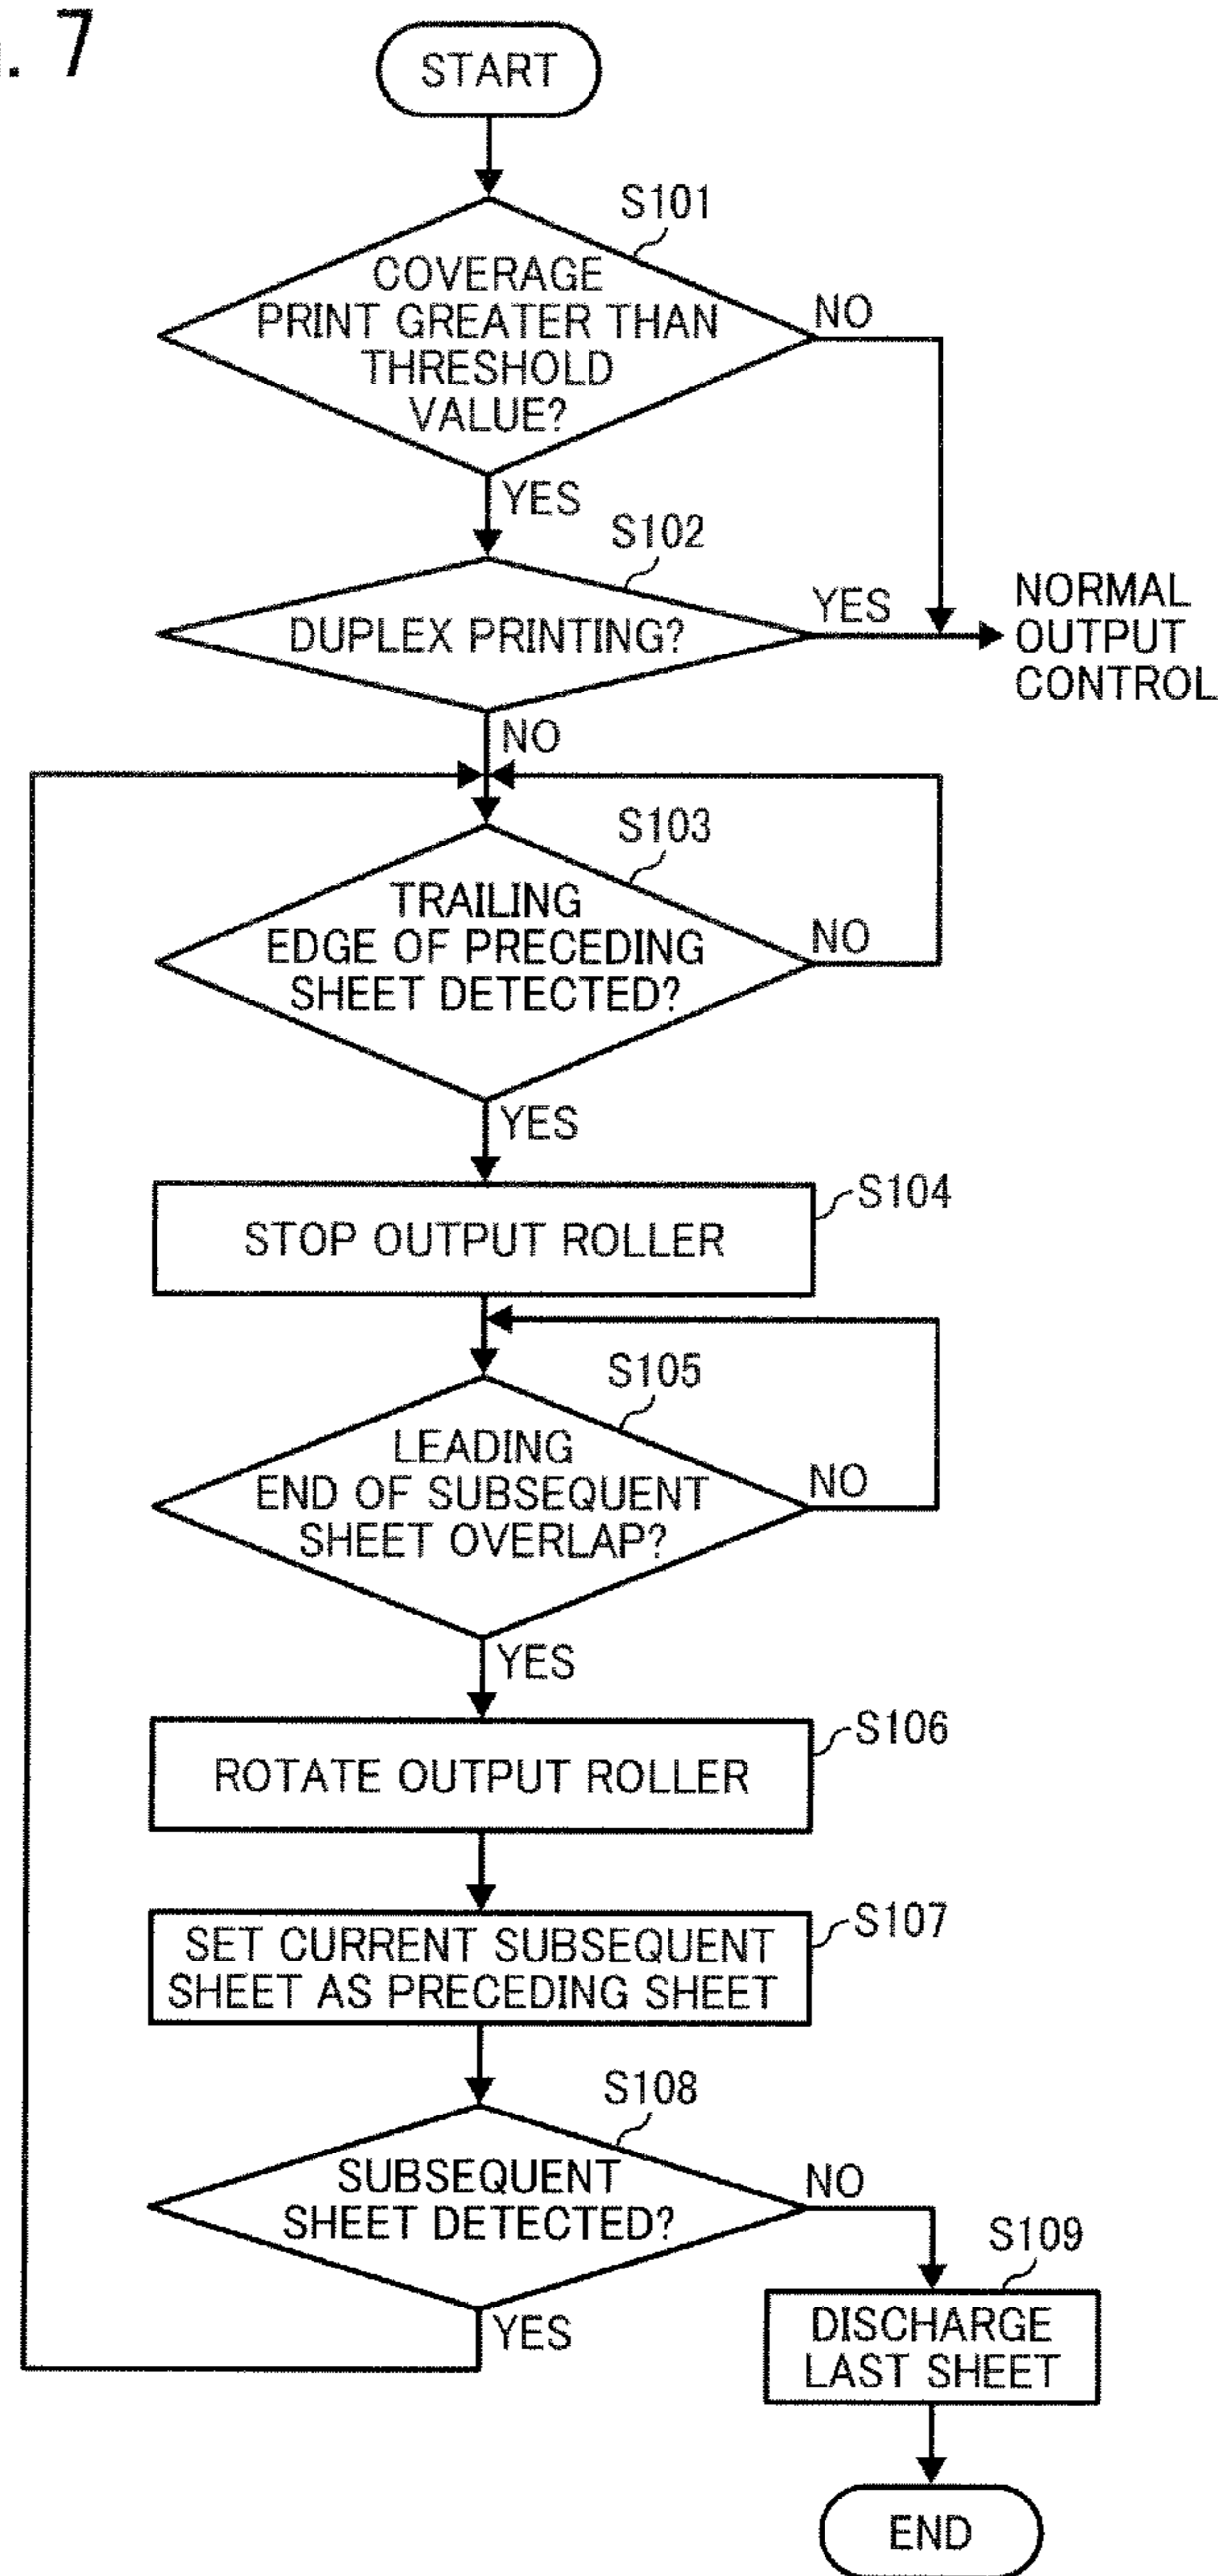 . 7
START
S101
COVERAGE
PRINT GREATER THAN
THRESHOLD
VALUE?
NO
YES
S102
DUPLEX PRINTING?
YES
NORMAL
OUTPUT
CONTROL
NO
S103
TRAILING
EDGE OF PRECEDING
SHEET DETECTED?
NO
YES
S104
STOP OUTPUT ROLLER
S105
LEADING
END OF SUBSEQUENT
SHEET OVERLAP?
NO
YES
S106
ROTATE OUTPUT ROLLER
S107
SET CURRENT SUBSEQUENT
SHEET AS PRECEDING SHEET
S108
SUBSEQUENT
SHEET DETECTED?
NO
YES
S109
DISCHARGE
LAST SHEET
END